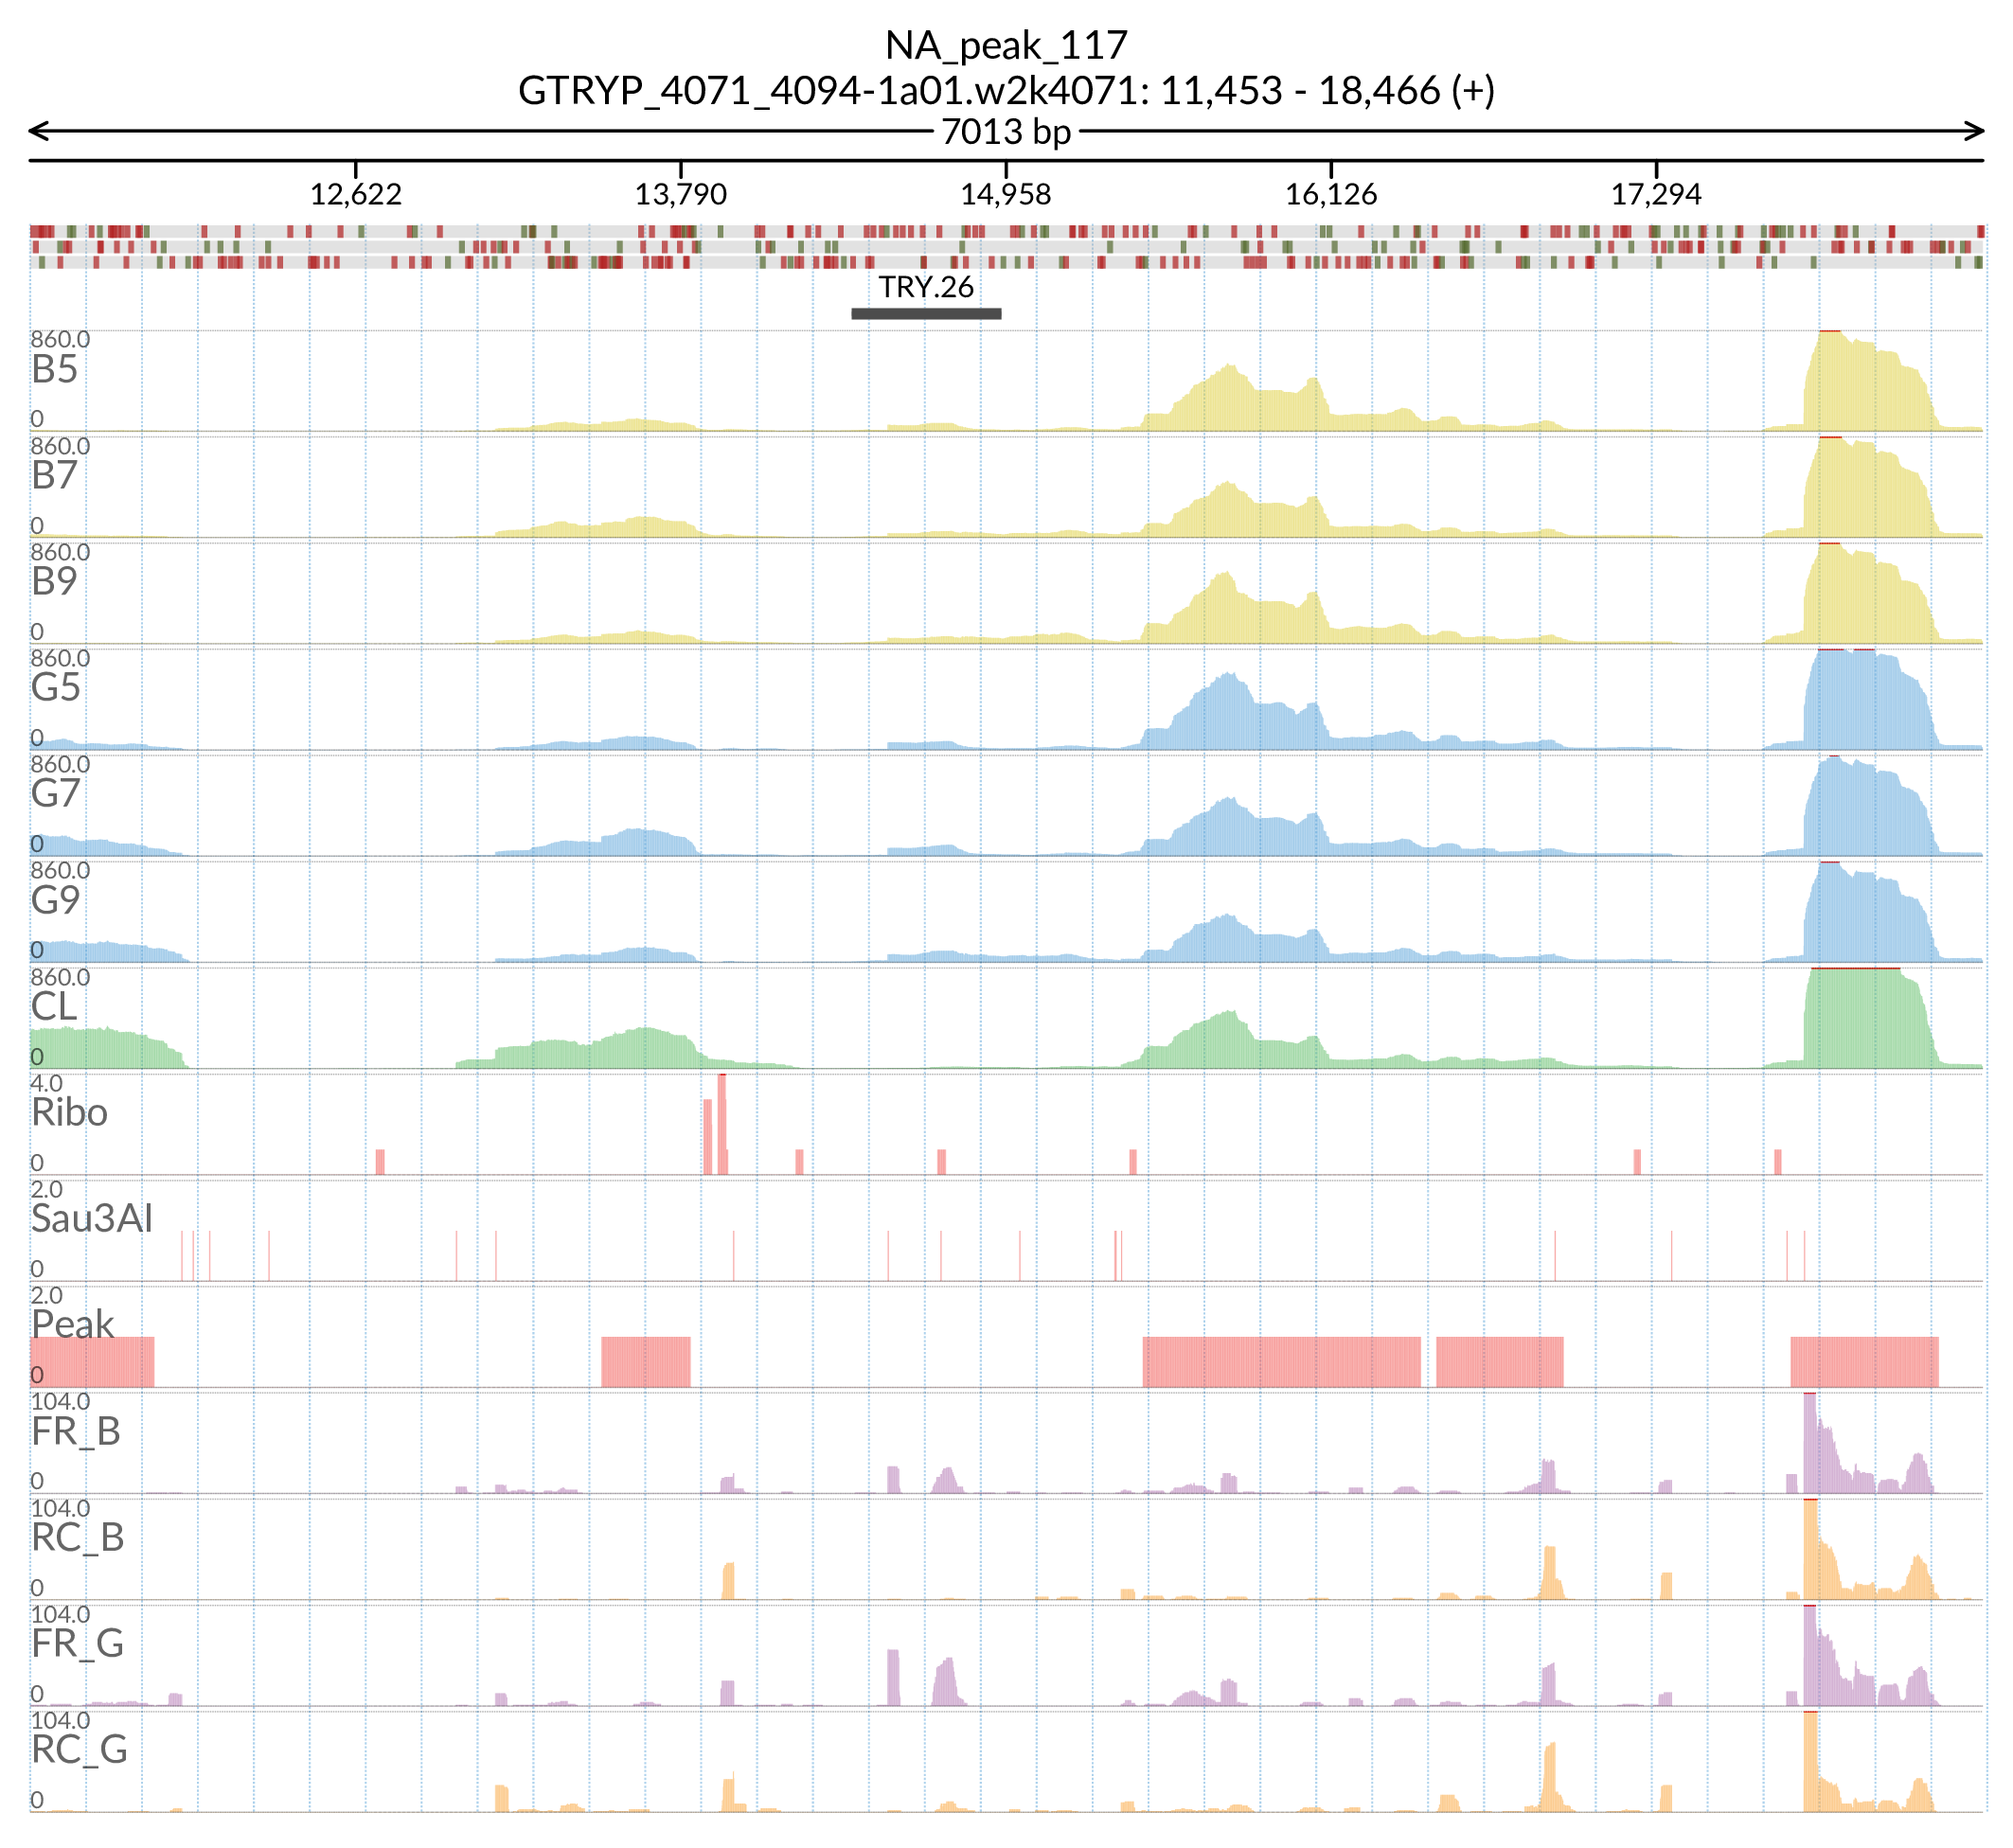 NA_peak_117
GTRYP_4071_4094-1a01.w2k4071: 11,453 - 18,466 (+)
7013 bp
12,622 13,790 14,958 16,126 17,294
TRY.26
860.0
B5
0
860.0
B7
0
860.0
B9
0
860.0
G5
0
860.0
G7
0
860.0
G9
0
860.0
CL
0
4.0
Ribo
0
2.0
Sau3AI
0
2.0
Peak
0
104.0
FR_B
0
104.0
RC_B
0
104.0
FR_G
0
104.0
RC_G
0